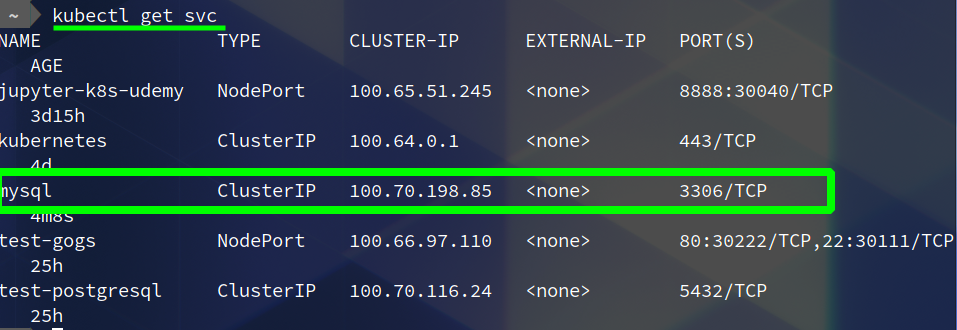 ~ kubectl get svc
NAME TYPE CLUSTER-IP EXTERNAL-IP PORT(S)
AGE
jupyter-k8s-udemy NodePort 100.65.51.245 <none> 8888:30040/TCP
3d15h
kubernetes ClusterIP 100.64.0.1 <none> 443/TCP
4d
mysql ClusterIP 100.70.198.85 <none> 3306/TCP
4m8s
test-gogs NodePort 100.66.97.110 <none> 80:30222/TCP,22:30111/TCP
25h
test-postgresql ClusterIP 100.70.116.24 <none> 5432/TCP
25h